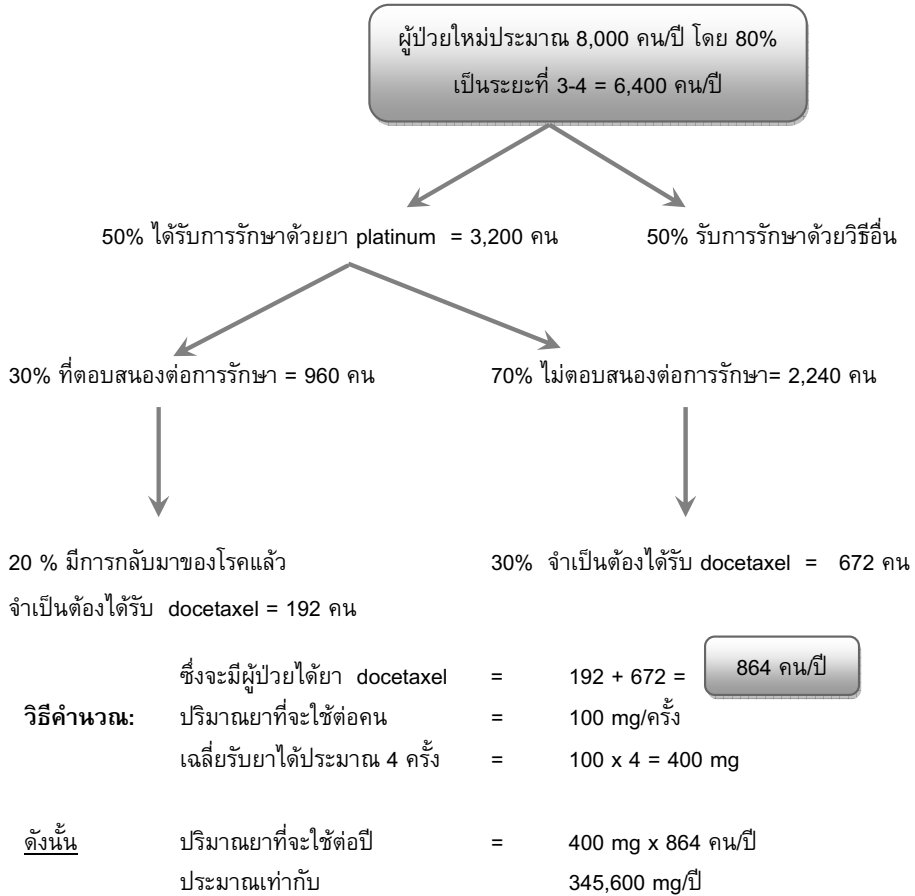 ผู้ป่วยใหม่ประมาณ 8,000 คน/ปี โดย 80%
เป็นระยะที่ 3-4 = 6,400 คน/ปี
50% ได้รับการรักษาด้วยยา platinum = 3,200 คน 50% รับการรักษาด้วยวิธีอื่น
30% ที่ตอบสนองต่อการรักษา = 960 คน 70% ไม่ตอบสนองต่อการรักษา= 2,240 คน
20 % มีการกลับมาของโรคแล้ว 30% จำเป็นต้องได้รับ docetaxel = 672 คน
จำเป็นต้องได้รับ docetaxel = 192 คน
ซึ่งจะมีผู้ป่วยได้ยา docetaxel = 192 + 672 = 864 คน/ปี
วิธีคำนวณ: ปริมาณยาที่จะใช้ต่อคน = 100 mg/ครั้ง
เฉลี่ยรับยาได้ประมาณ 4 ครั้ง = 100 x 4 = 400 mg
ดังนั้น ปริมาณยาที่จะใช้ต่อปี = 400 mg x 864 คน/ปี
ประมาณเท่ากับ 345,600 mg/ปี